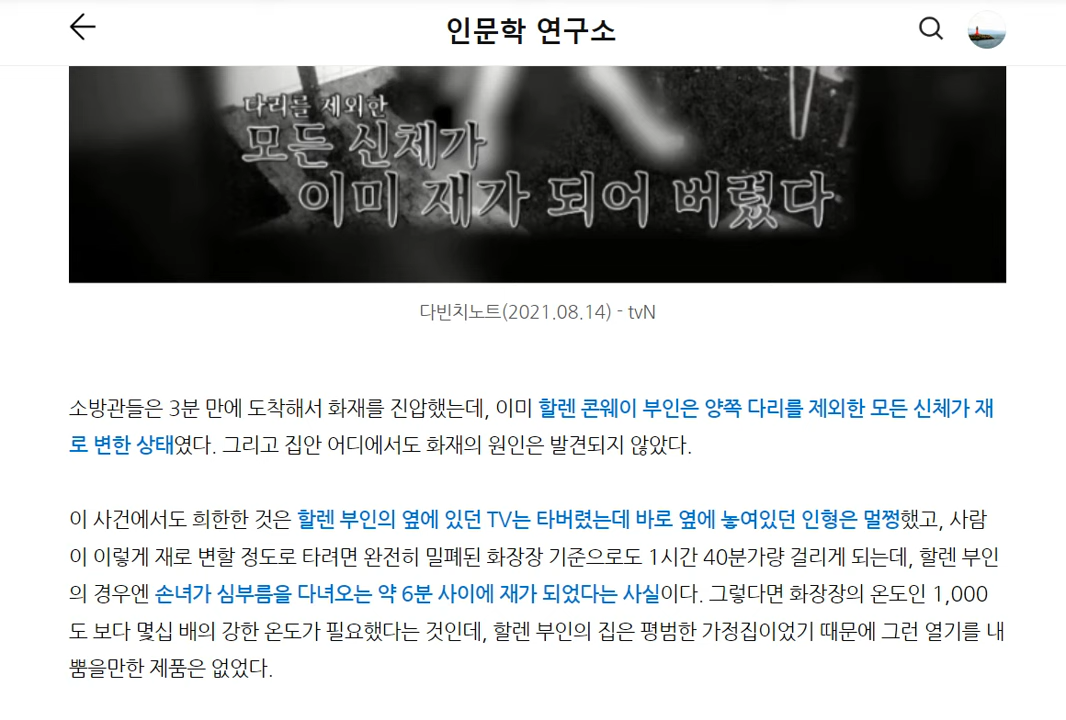 인문학 연구소
다리를 제외한
모든 신체가
이미 재가 되어 버렸다
다빈치노트(2021.08.14) - tvN
소방관들은 3분 만에 도착해서 화재를 진압했는데, 이미 할렌 콘웨이 부인은 양쪽 다리를 제외한 모든 신체가 재
로 변한 상태였다. 그리고 집안 어디에서도 화재의 원인은 발견되지 않았다.
이 사건에서도 희한한 것은 할렌 부인의 옆에 있던 TV는 타버렸는데 바로 옆에 놓여있던 인형은 멀쩡했고, 사람
이 이렇게 재로 변할 정도로 타려면 완전히 밀폐된 화장장 기준으로도 1시간 40분가량 걸리게 되는데, 할렌 부인
의 경우엔 손녀가 심부름을 다녀오는 약 6분 사이에 재가 되었다는 사실이다. 그렇다면 화장장의 온도인 1,000
도 보다 몇십 배의 강한 온도가 필요했다는 것인데, 할렌 부인의 집은 평범한 가정집이었기 때문에 그런 열기를 내
뿜을만한 제품은 없었다.